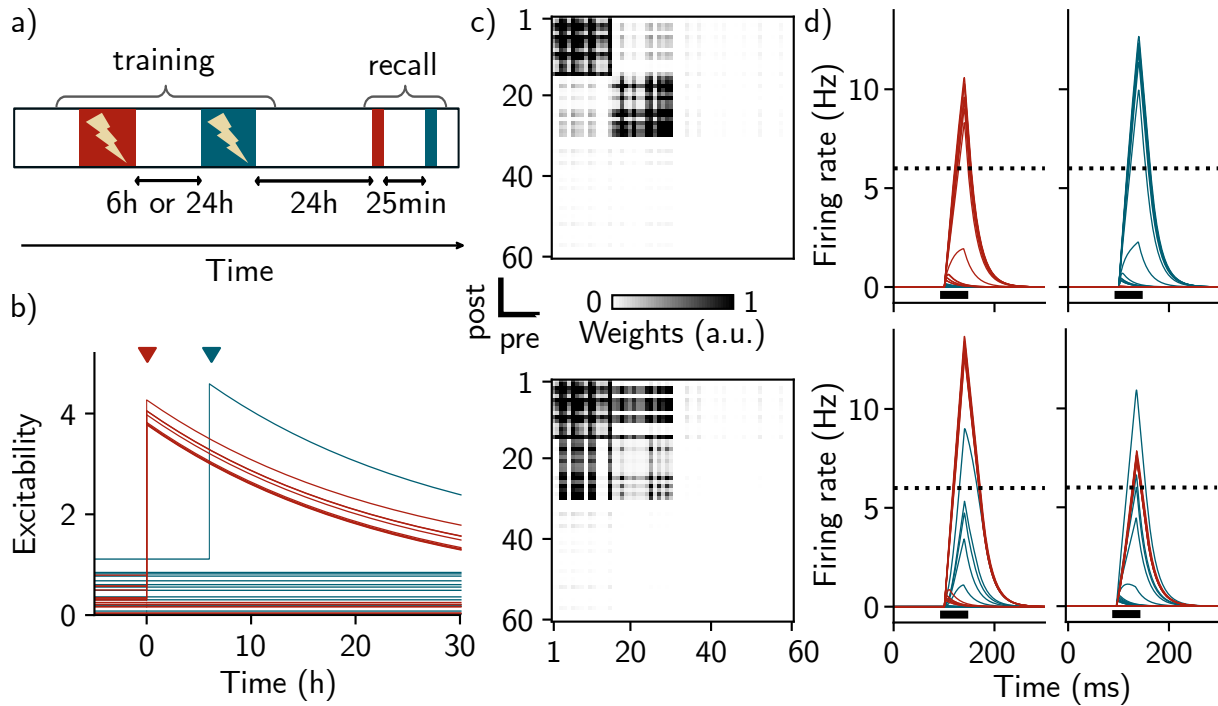 a)
training
recall
6h or 24h
24h
25min
Time
b)
Excitability
4
2
0
0
10
20
30
Time (h)
c)
1
20
40
60
post
pre
0
1
Weights (a.u.)
1
20
40
60
1
20
40
60
d)
Firing rate (Hz)
10
5
0
Firing rate (Hz)
10
5
0
0
200
0
200
Time (ms)